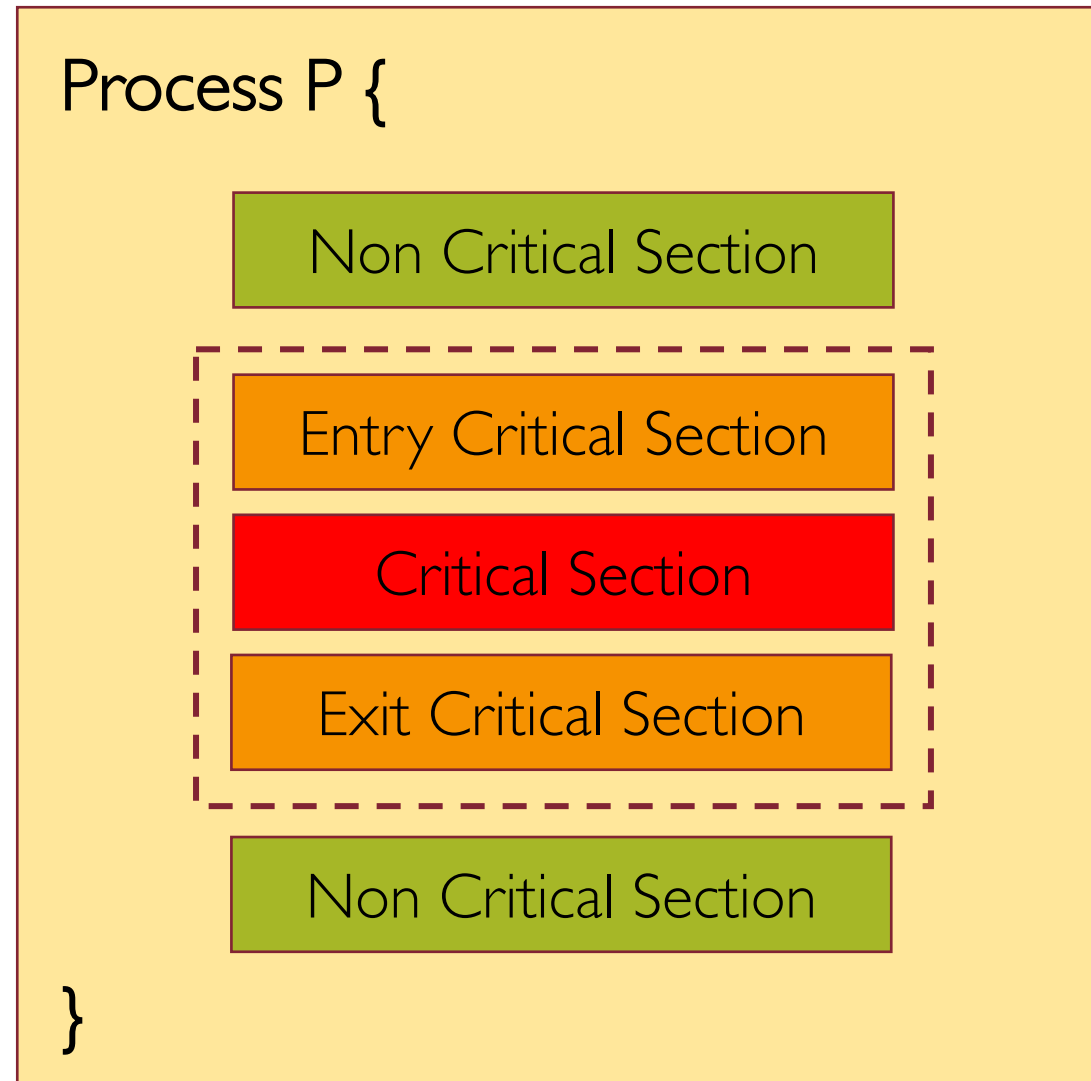 Process P {
Non Critical Section
Entry Critical Section
Critical Section
Exit Critical Section
Non Critical Section
}